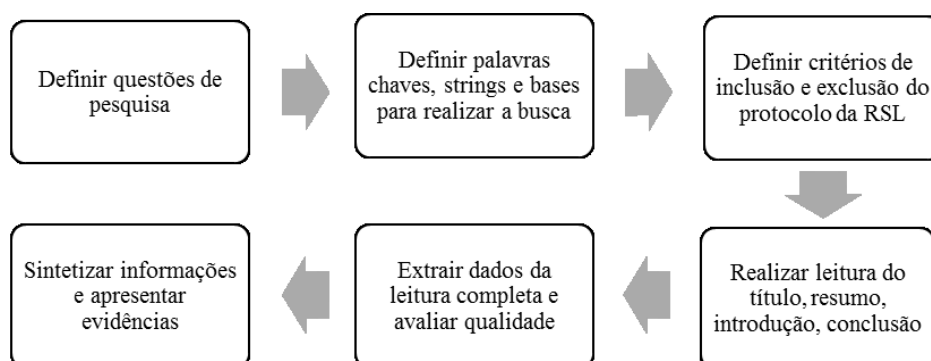 Definir questões de
pesquisa
Definir palavras
chaves, strings e bases
para realizar a busca
Definir critérios de
inclusão e exclusão do
protocolo da RSL
Realizar leitura do
título, resumo,
introdução, conclusão
Extrair dados da
leitura completa e
avaliar qualidade
Sintetizar informações
e apresentar
evidências